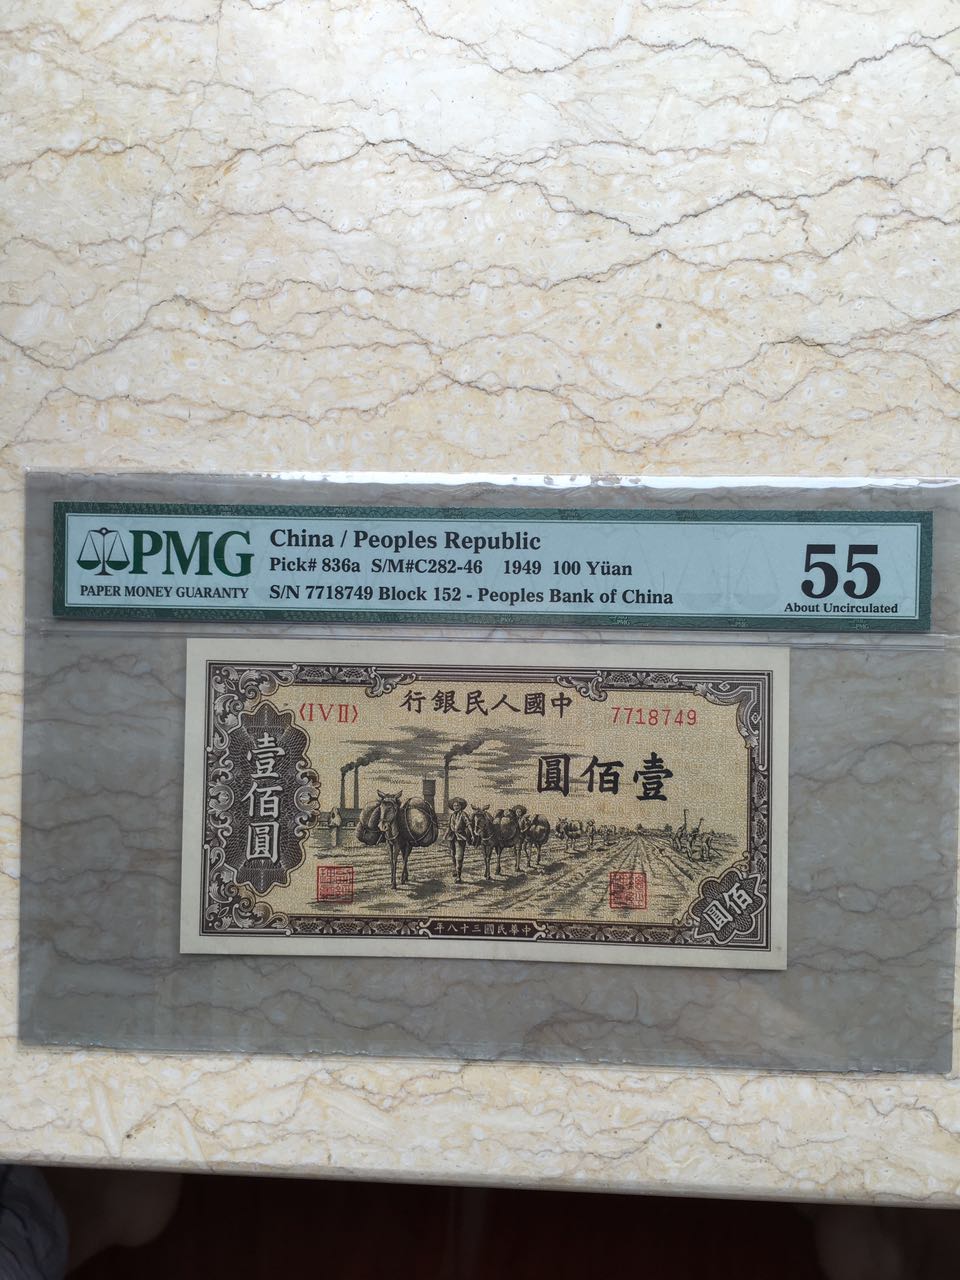 PMG
PAPER MONEY GUARANTY
China / Peoples Republic
Pick# 836a S/M#C282-46 1949 100 Yüan
S/N 7718749 Block 152 - Peoples Bank of China
55
About Uncirculated
行銀民人國中
〈I V II〉
7718749
圓佰壹
壹佰圓
佰圓
年八十三國民華中